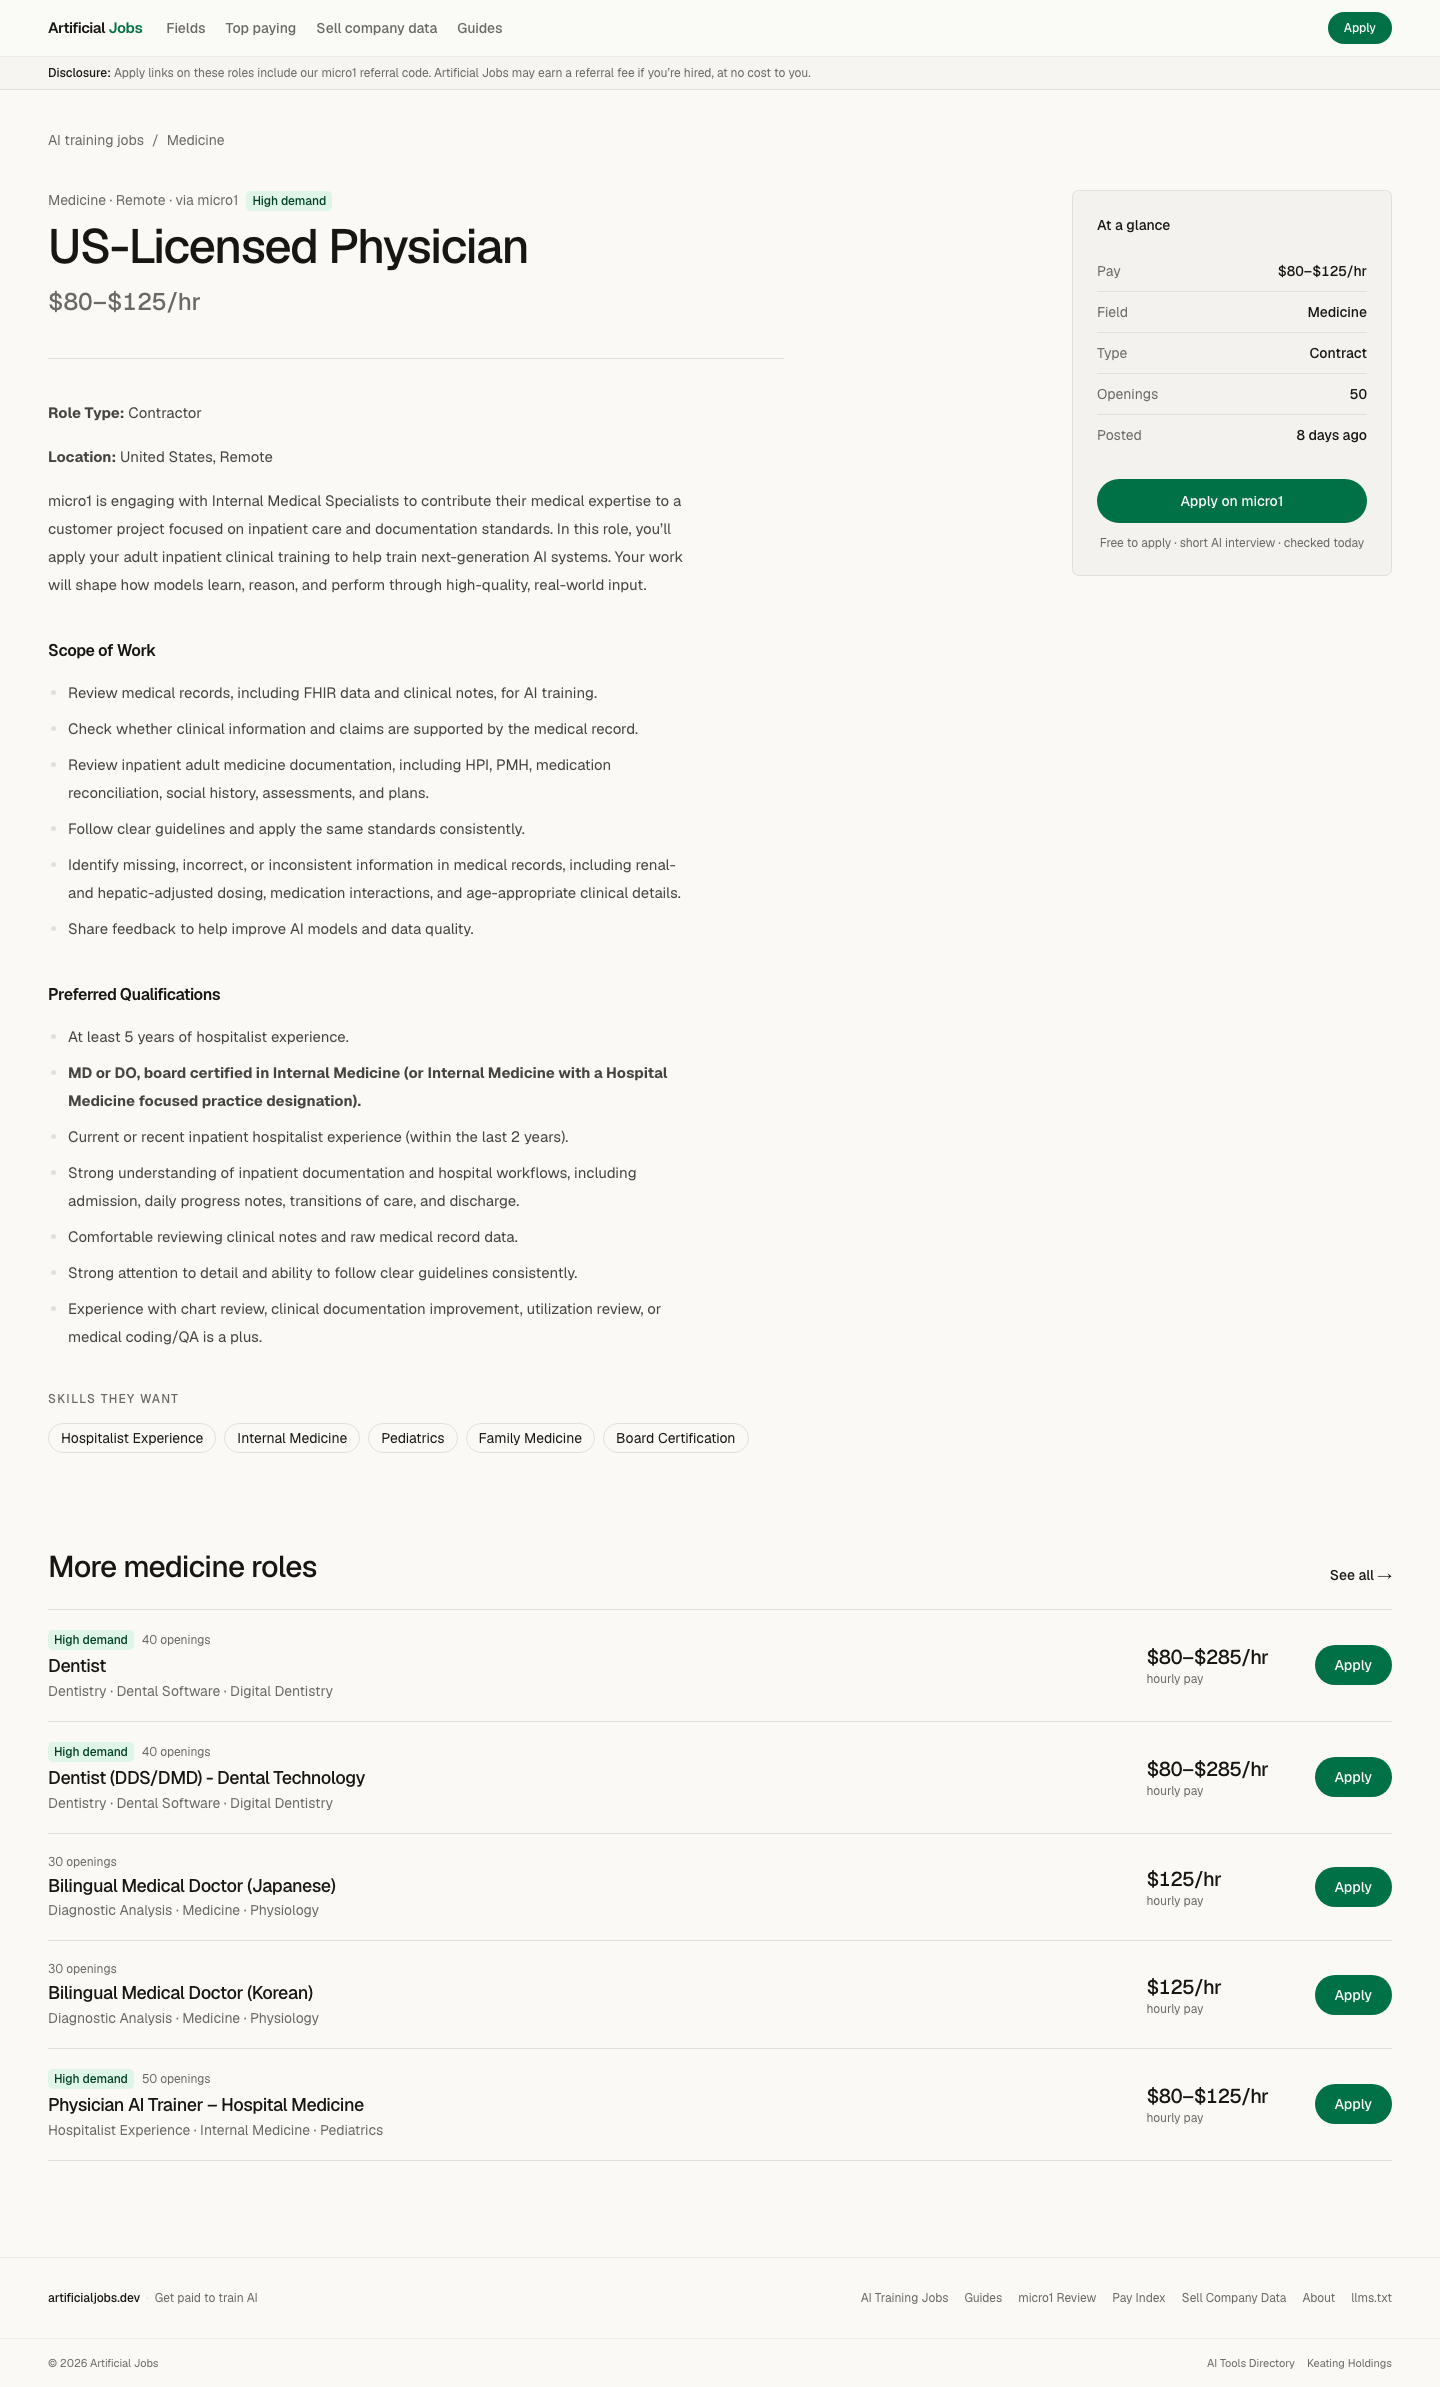 Artificial Jobs Fields Top paying Sell company data Guides Apply
Disclosure: Apply links on these roles include our micro1 referral code. Artificial Jobs may earn a referral fee if you're hired, at no cost to you.
AI training jobs / Medicine
Medicine · Remote · via micro1 High demand
US-Licensed Physician
$80–$125/hr
Role Type: Contractor
Location: United States, Remote
micro1 is engaging with Internal Medical Specialists to contribute their medical expertise to a
customer project focused on inpatient care and documentation standards. In this role, you'll
apply your adult inpatient clinical training to help train next-generation AI systems. Your work
will shape how models learn, reason, and perform through high-quality, real-world input.
Scope of Work
Review medical records, including FHIR data and clinical notes, for AI training.
Check whether clinical information and claims are supported by the medical record.
Review inpatient adult medicine documentation, including HPI, PMH, medication
reconciliation, social history, assessments, and plans.
Follow clear guidelines and apply the same standards consistently.
Identify missing, incorrect, or inconsistent information in medical records, including renal-
and hepatic-adjusted dosing, medication interactions, and age-appropriate clinical details.
Share feedback to help improve AI models and data quality.
Preferred Qualifications
At least 5 years of hospitalist experience.
MD or DO, board certified in Internal Medicine (or Internal Medicine with a Hospital
Medicine focused practice designation).
Current or recent inpatient hospitalist experience (within the last 2 years).
Strong understanding of inpatient documentation and hospital workflows, including
admission, daily progress notes, transitions of care, and discharge.
Comfortable reviewing clinical notes and raw medical record data.
Strong attention to detail and ability to follow clear guidelines consistently.
Experience with chart review, clinical documentation improvement, utilization review, or
medical coding/QA is a plus.
SKILLS THEY WANT
Hospitalist Experience Internal Medicine Pediatrics Family Medicine Board Certification
At a glance
Pay $80–$125/hr
Field Medicine
Type Contract
Openings 50
Posted 8 days ago
Apply on micro1
Free to apply · short AI interview · checked today
More medicine roles
See all →
High demand 40 openings
Dentist
Dentistry · Dental Software · Digital Dentistry
$80–$285/hr
hourly pay
Apply
High demand 40 openings
Dentist (DDS/DMD) - Dental Technology
Dentistry · Dental Software · Digital Dentistry
$80–$285/hr
hourly pay
Apply
30 openings
Bilingual Medical Doctor (Japanese)
Diagnostic Analysis · Medicine · Physiology
$125/hr
hourly pay
Apply
30 openings
Bilingual Medical Doctor (Korean)
Diagnostic Analysis · Medicine · Physiology
$125/hr
hourly pay
Apply
High demand 50 openings
Physician AI Trainer – Hospital Medicine
Hospitalist Experience · Internal Medicine · Pediatrics
$80–$125/hr
hourly pay
Apply
artificialjobs.dev · Get paid to train AI
AI Training Jobs Guides micro1 Review Pay Index Sell Company Data About llms.txt
© 2026 Artificial Jobs
AI Tools Directory Keating Holdings